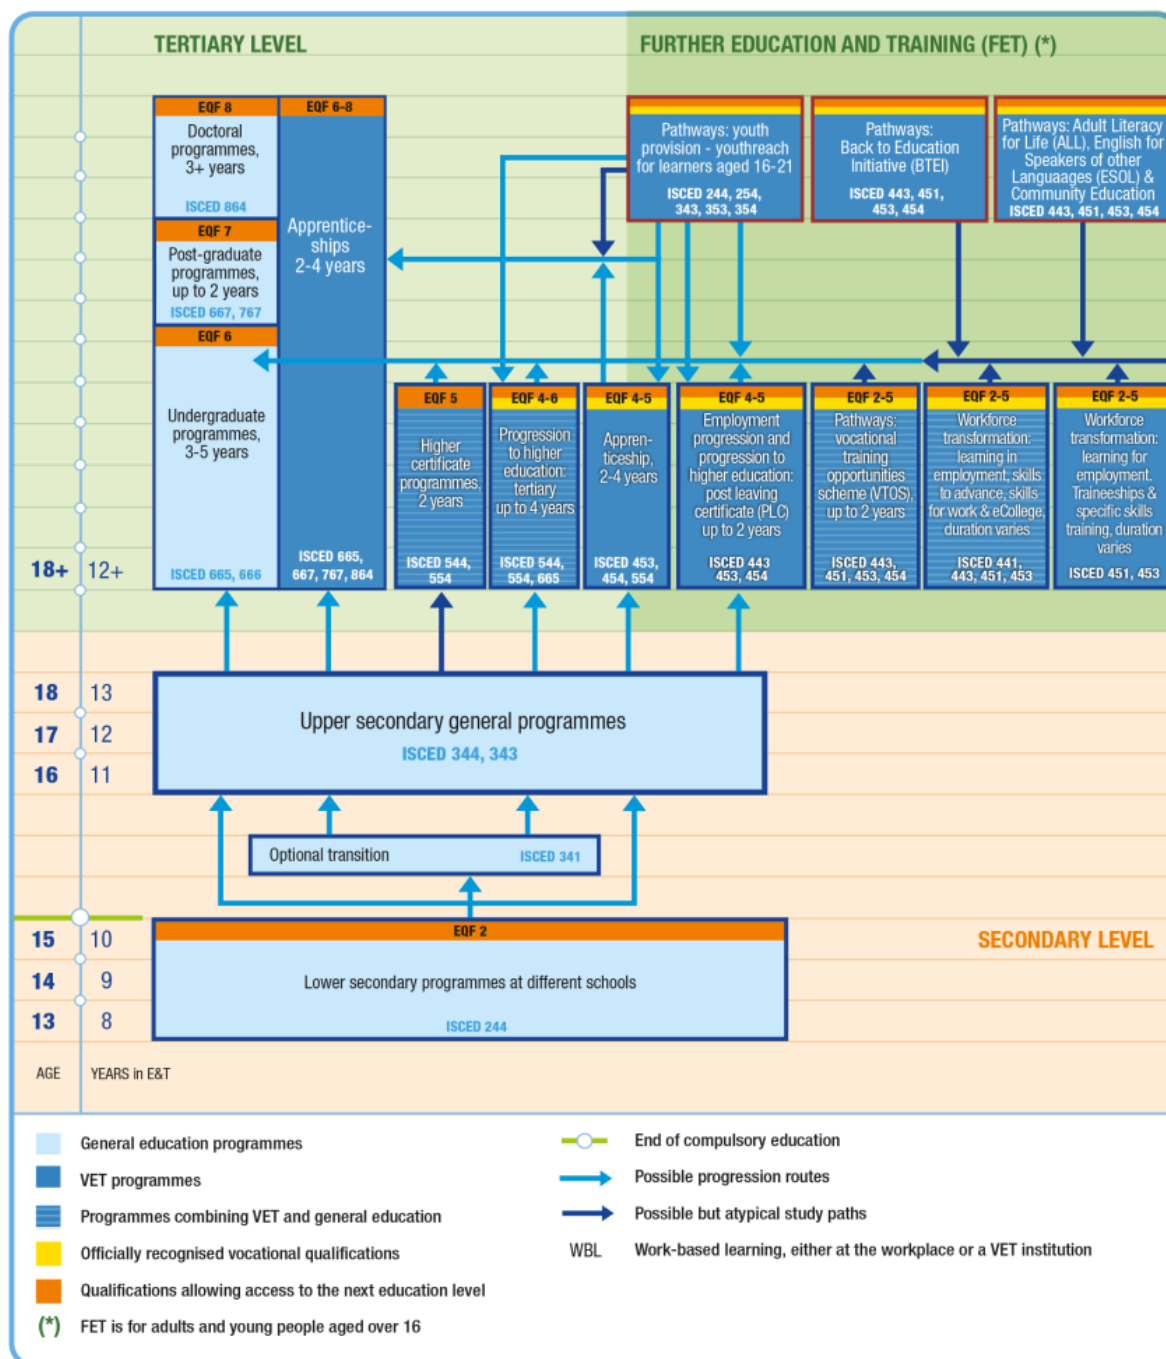 TERTIARY LEVEL
FURTHER EDUCATION AND TRAINING (FET) (*)
EQF 8
Doctoral
programmes,
3+ years
ISCED 864
EQF 7
Post-graduate
programmes,
up to 2 years
ISCED 667, 767
EQF 6
Undergraduate
programmes,
3-5 years
ISCED 665, 666
EQF 6-8
Apprentice-
ships
2-4 years
ISCED 665,
667, 767, 864
Pathways: youth
provision - youthreach
for learners aged 16-21
ISCED 244, 254,
343, 353, 354
Pathways:
Back to Education
Initiative (BTEI)
ISCED 443, 451,
453, 454
Pathways: Adult Literacy
for Life (ALL), English for
Speakers of other
Languaages (ESOL) &
Community Education
ISCED 443, 451, 453, 454
EQF 5
Higher
certificate
programmes,
2 years
ISCED 544,
554
EQF 4-6
Progression
to higher
education:
tertiary
up to 4 years
ISCED 544,
554, 665
EQF 4-5
Appren-
ticeship,
2-4 years
ISCED 453,
454, 554
EQF 4-5
Employment
progression and
progression to
higher education:
post leaving
certificate (PLC)
up to 2 years
ISCED 443
453, 454
EQF 2-5
Pathways:
vocational
training
opportunities
scheme (VTOS),
up to 2 years
ISCED 443,
451, 453, 454
EQF 2-5
Workforce
transformation:
learning in
employment, skills
to advance, skills
for work & eCollege,
duration varies
ISCED 441,
443, 451, 453
EQF 2-5
Workforce
transformation:
learning for
employment.
Traineeships &
specific skills
training, duration
varies
ISCED 451, 453
18+ 12+
18 13
17 12
16 11
Upper secondary general programmes
ISCED 344, 343
Optional transition ISCED 341
EQF 2
Lower secondary programmes at different schools
ISCED 244
SECONDARY LEVEL
15 10
14 9
13 8
AGE YEARS in E&T
General education programmes
VET programmes
Programmes combining VET and general education
Officially recognised vocational qualifications
Qualifications allowing access to the next education level
(*) FET is for adults and young people aged over 16
End of compulsory education
Possible progression routes
Possible but atypical study paths
WBL Work-based learning, either at the workplace or a VET institution